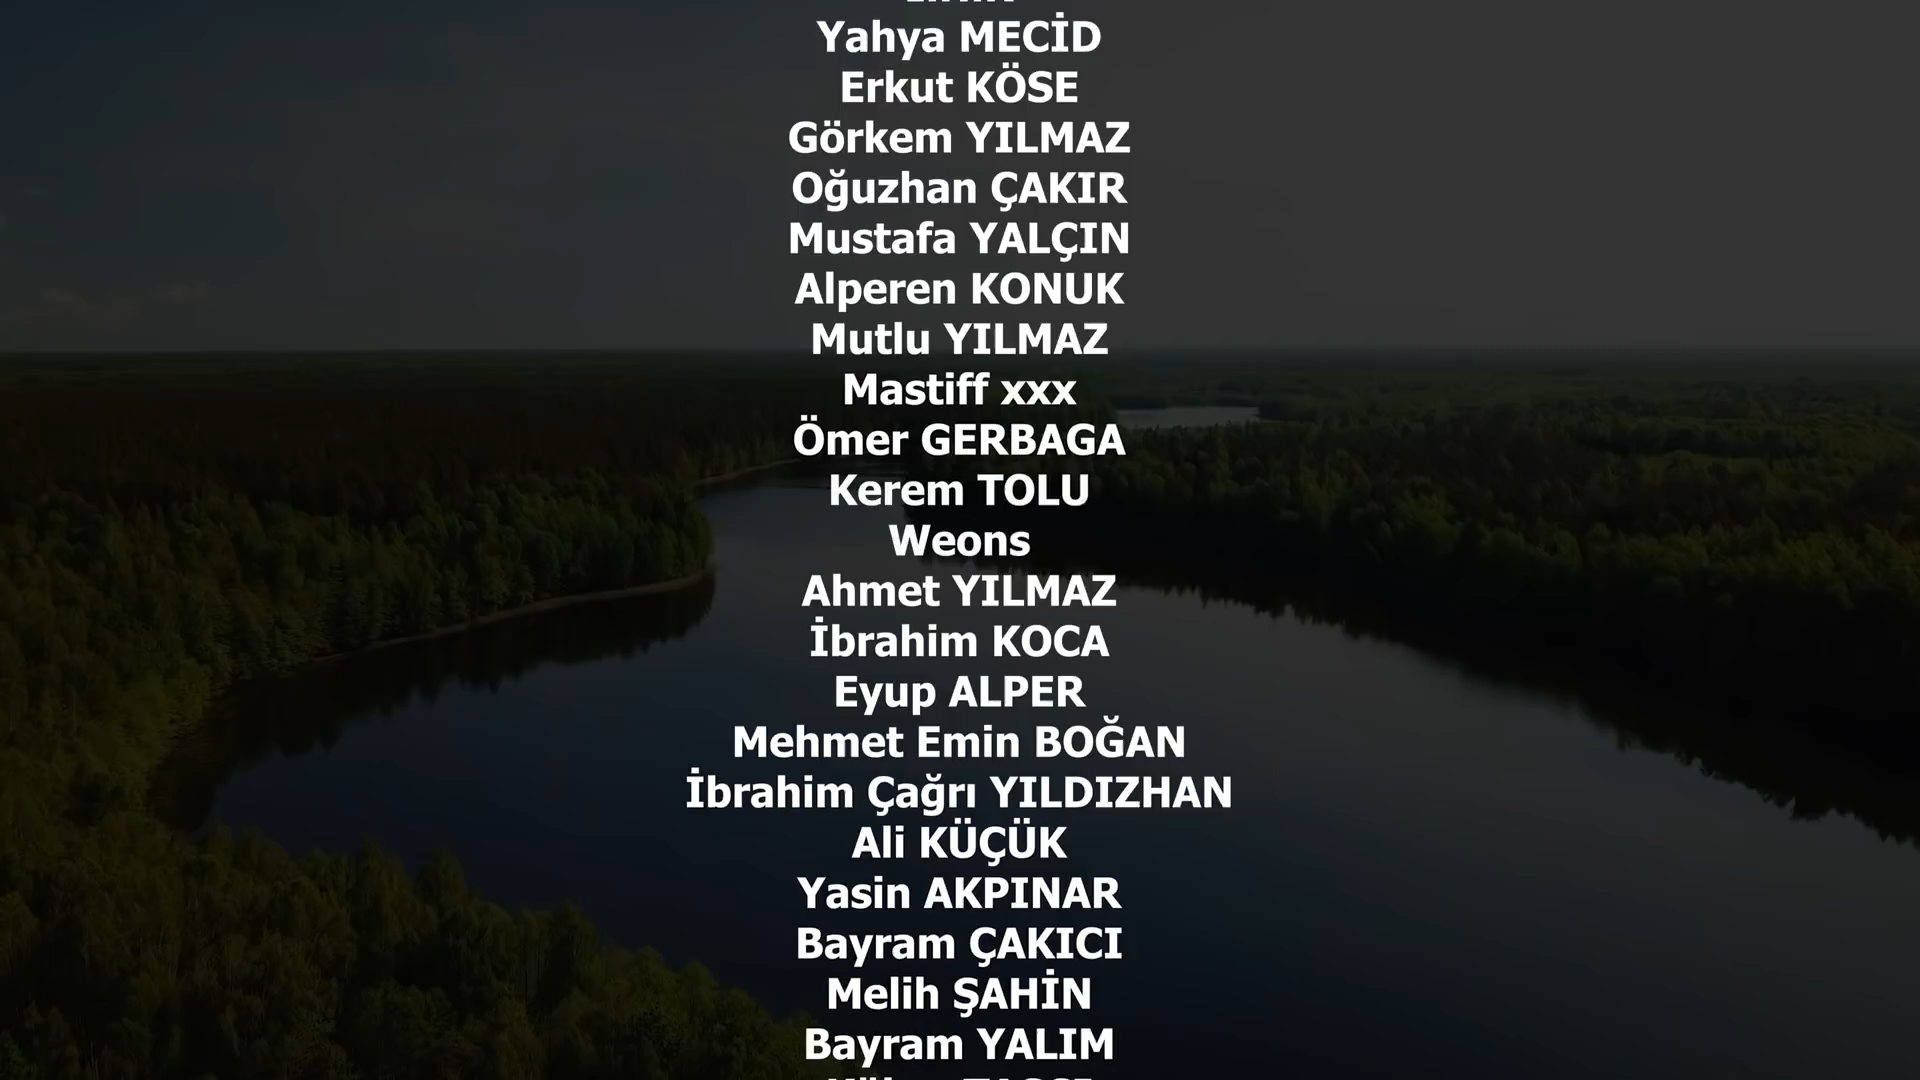 Yahya MECİD
Erkut KÖSE
Görkem YILMAZ
Oğuzhan ÇAKIR
Mustafa YALÇIN
Alperen KONUK
Mutlu YILMAZ
Mastiff xxx
Ömer GERBAGA
Kerem TOLU
Weons
Ahmet YILMAZ
İbrahim KOCA
Eyup ALPER
Mehmet Emin BOĞAN
İbrahim Çağrı YILDIZHAN
Ali KÜÇÜK
Yasin AKPINAR
Bayram ÇAKICI
Melih ŞAHİN
Bayram YALIM